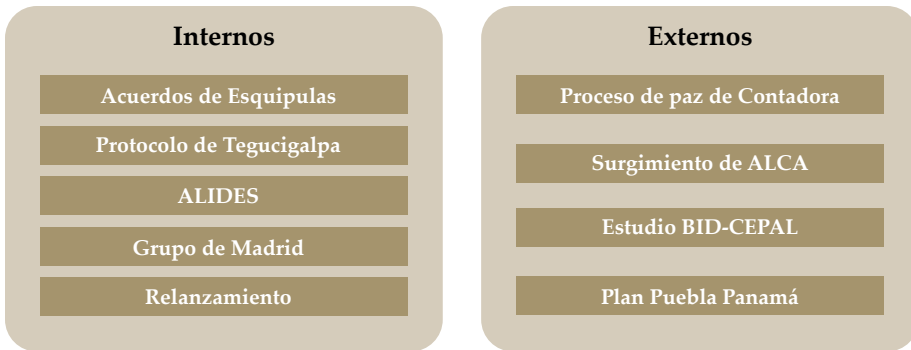 Internos
Acuerdos de Esquipulas
Protocolo de Tegucigalpa
ALIDES
Grupo de Madrid
Relanzamiento
Externos
Proceso de paz de Contadora
Surgimiento de ALCA
Estudio BID-CEPAL
Plan Puebla Panamá